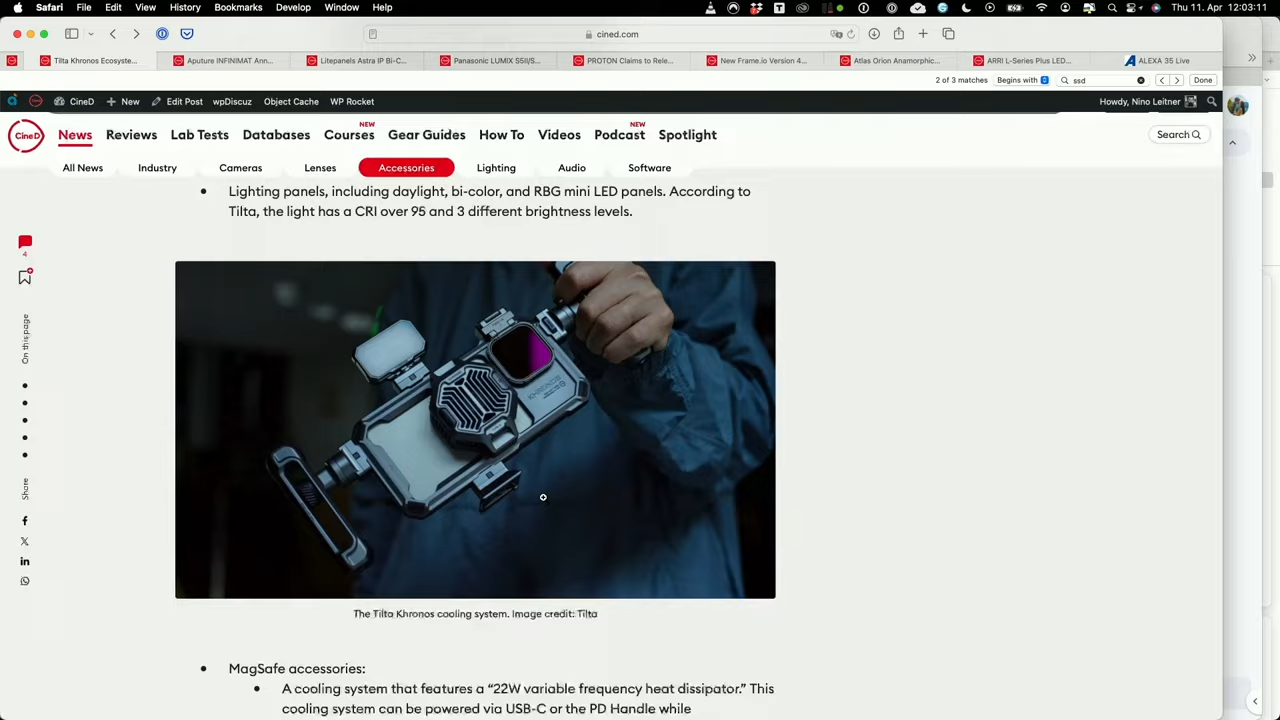 Safari File Edit View History Bookmarks Develop Window Help
Thu 11. Apr 12:03:11
cined.com
Tilta Khronos Ecosyste...
Aputure INFINIMAT Ann...
Litepanels Astra IP Bi-C...
Panasonic LUMIX S5II/S...
PROTON Claims to Rele...
New Frame.io Version 4...
Atlas Orion Anamorphic...
ARRI L-Series Plus LED...
ALEXA 35 Live
2 of 3 matches Begins with ssd Done
CineD + New Edit Post wpDiscuz Object Cache WP Rocket
Howdy, Nino Leitner
CineD
NEW NEW
News Reviews Lab Tests Databases Courses Gear Guides How To Videos Podcast Spotlight
Search
All News Industry Cameras Lenses Accessories Lighting Audio Software
• Lighting panels, including daylight, bi-color, and RBG mini LED panels. According to
Tilta, the light has a CRI over 95 and 3 different brightness levels.
4
On this page
Share
KHRONOS
The Tilta Khronos cooling system. Image credit: Tilta
• MagSafe accessories:
• A cooling system that features a “22W variable frequency heat dissipator.” This
cooling system can be powered via USB-C or the PD Handle while